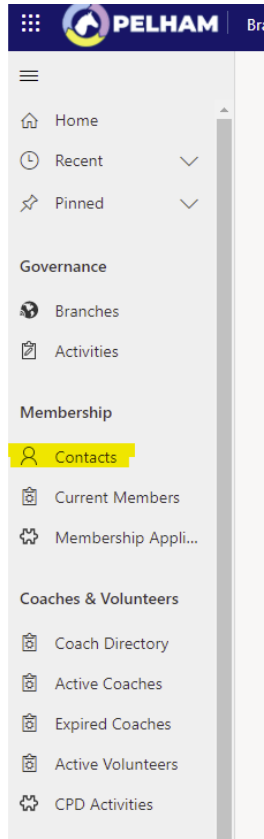 PELHAM Bra
Home
Recent
Pinned
Governance
Branches
Activities
Membership
Contacts
Current Members
Membership Appli...
Coaches & Volunteers
Coach Directory
Active Coaches
Expired Coaches
Active Volunteers
CPD Activities